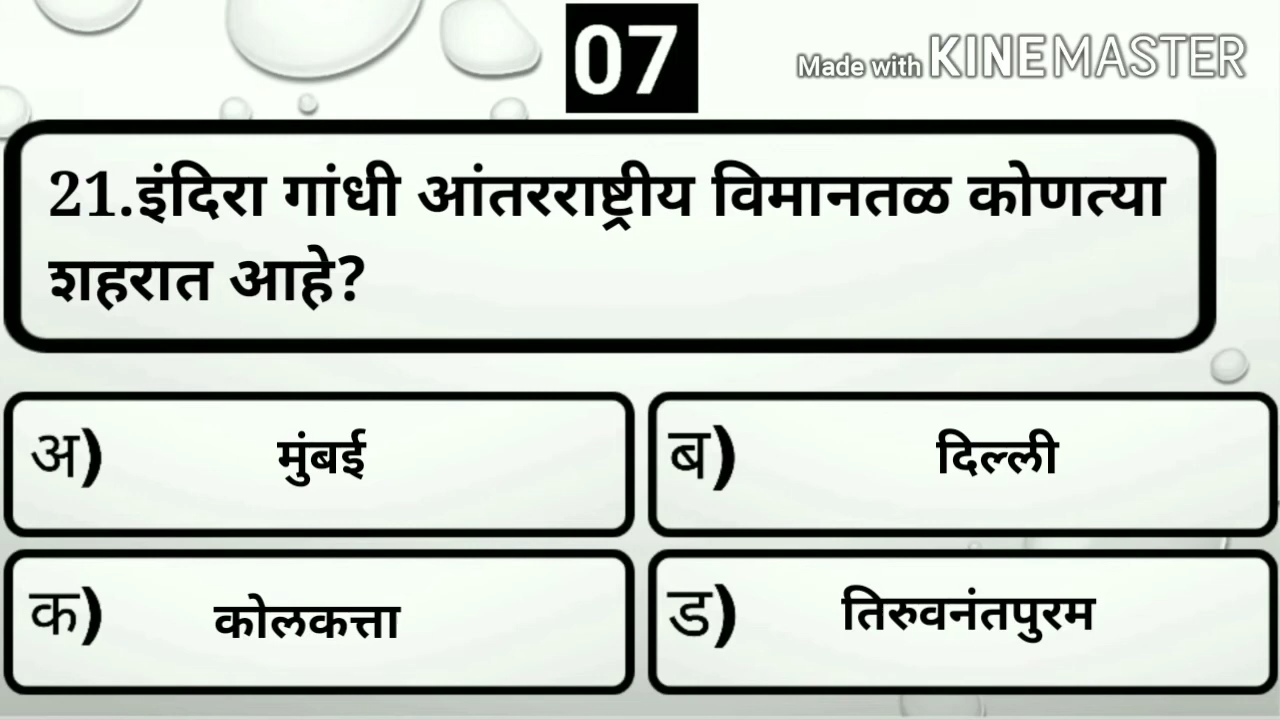 07
Made with KINEMASTER
21.इंदिरा गांधी आंतरराष्ट्रीय विमानतळ कोणत्या
शहरात आहे?
अ) मुंबई
ब) दिल्ली
क) कोलकत्ता
ड) तिरुवनंतपुरम